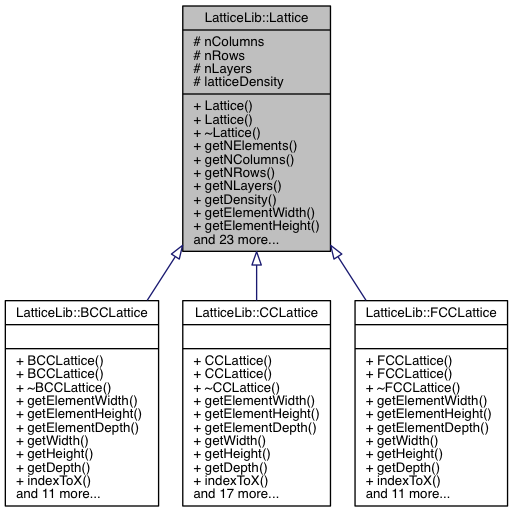 LatticeLib::Lattice
# nColumns
# nRows
# nLayers
# latticeDensity
+ Lattice()
+ Lattice()
+ ~Lattice()
+ getNElements()
+ getNColumns()
+ getNRows()
+ getNLayers()
+ getDensity()
+ getElementWidth()
+ getElementHeight()
and 23 more...
LatticeLib::BCCLattice
+ BCCLattice()
+ BCCLattice()
+ ~BCCLattice()
+ getElementWidth()
+ getElementHeight()
+ getElementDepth()
+ getWidth()
+ getHeight()
+ getDepth()
+ indexToX()
and 11 more...
LatticeLib::CCLattice
+ CCLattice()
+ CCLattice()
+ ~CCLattice()
+ getElementWidth()
+ getElementHeight()
+ getElementDepth()
+ getWidth()
+ getHeight()
+ getDepth()
+ indexToX()
and 17 more...
LatticeLib::FCCLattice
+ FCCLattice()
+ FCCLattice()
+ ~FCCLattice()
+ getElementWidth()
+ getElementHeight()
+ getElementDepth()
+ getWidth()
+ getHeight()
+ getDepth()
+ indexToX()
and 11 more...